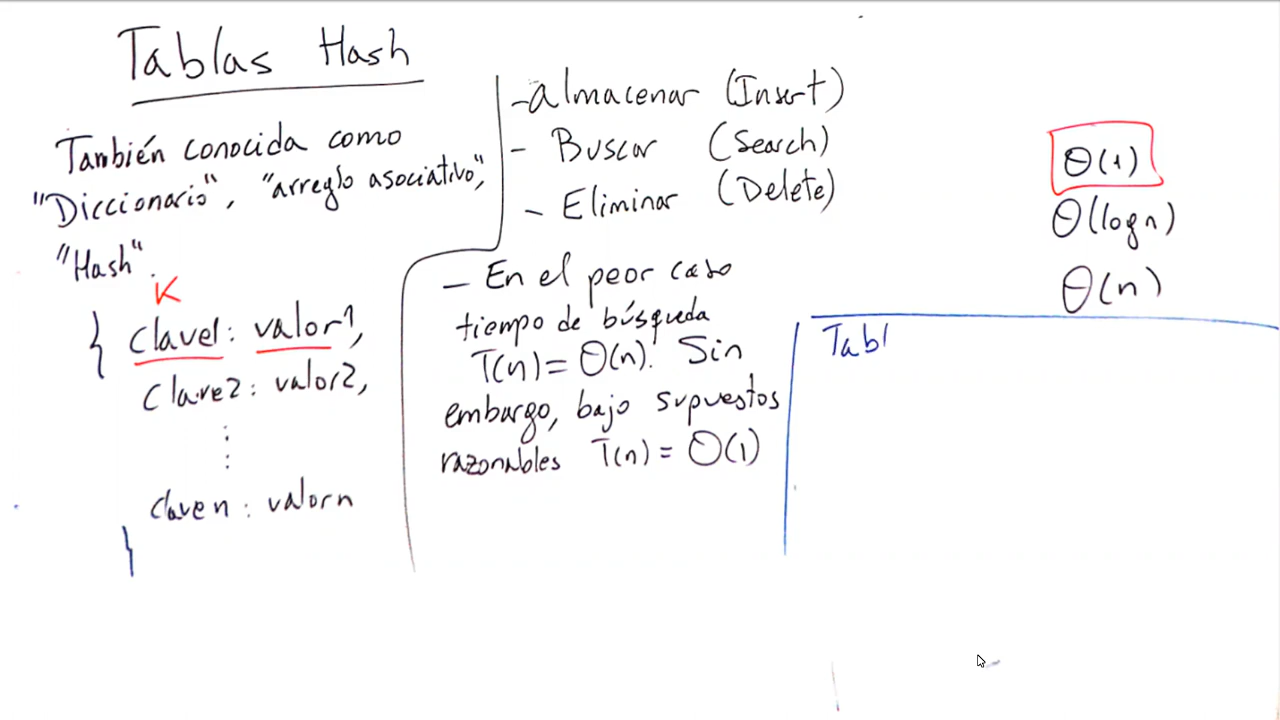 Tablas Hash
También conocida como
"Diccionario", "arreglo asociativo",
"Hash".
K
{ clave1: valor1,
clave2: valor2,
⋮
claven: valorn
}
-almacenar (Insert)
- Buscar (Search)
- Eliminar (Delete)
- En el peor caso
tiempo de búsqueda
T(n)=Θ(n). Sin
embargo, bajo supuestos
razonables T(n)= Θ(1)
Θ(1)
Θ(logn)
Θ(n)
Tabl